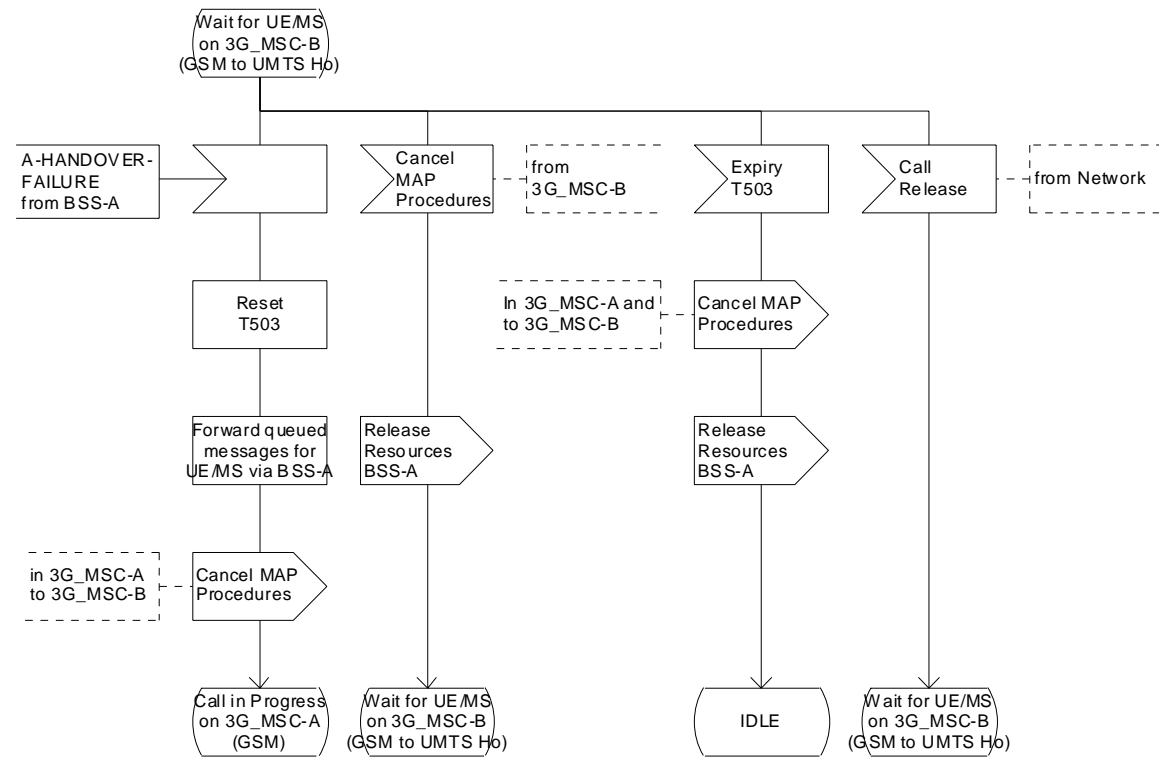 Wait for UE/MS
on 3G_MSC-B
(GSM to UMTS Ho)
A-HANDOVER-
FAILURE
from BSS-A
Cancel
MAP
Procedures
from
3G_MSC-B
Expiry
T503
Call
Release
from Network
Reset
T503
In 3G_MSC-A and
to 3G_MSC-B
Cancel MAP
Procedures
Forward queued
messages for
UE/MS via BSS-A
Release
Resources
BSS-A
Release
Resources
BSS-A
in 3G_MSC-A
to 3G_MSC-B
Cancel MAP
Procedures
Call in Progress
on 3G_MSC-A
(GSM)
Wait for UE/MS
on 3G_MSC-B
(GSM to UMTS Ho)
IDLE
Wait for UE/MS
on 3G_MSC-B
(GSM to UMTS Ho)